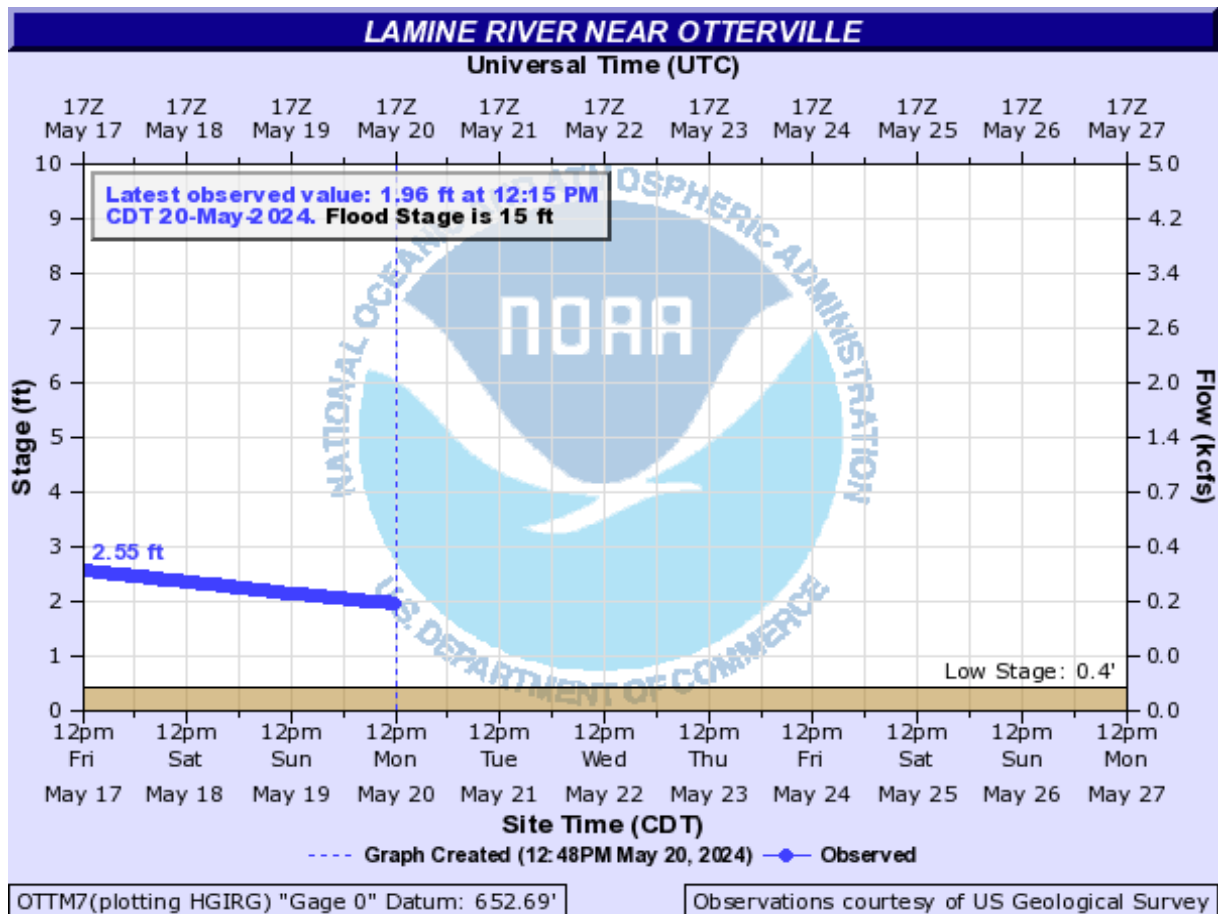 LAMINE RIVER NEAR OTTERVILLE
Universal Time (UTC)
17Z 17Z 17Z 17Z 17Z 17Z 17Z 17Z 17Z 17Z 17Z
May 17 May 18 May 19 May 20 May 21 May 22 May 23 May 24 May 25 May 26 May 27
Latest observed value: 1.96 ft at 12:15 PM
CDT 20-May-2024. Flood Stage is 15 ft
10 5.0
9 4.2
8 3.4
7 2.6
6 2.0
5 1.4
4 0.7
3 0.4
2 0.2
1 0.0
0 0.0
Stage (ft)
Flow (kcfs)
NATIONAL OCEANIC AND ATMOSPHERIC ADMINISTRATION
NOAA
U.S. DEPARTMENT OF COMMERCE
2.55 ft
Low Stage: 0.4'
12pm 12pm 12pm 12pm 12pm 12pm 12pm 12pm 12pm 12pm 12pm
Fri Sat Sun Mon Tue Wed Thu Fri Sat Sun Mon
May 17 May 18 May 19 May 20 May 21 May 22 May 23 May 24 May 25 May 26 May 27
Site Time (CDT)
Graph Created (12:48PM May 20, 2024) Observed
OTTM7(plotting HGIRG) "Gage 0" Datum: 652.69'
Observations courtesy of US Geological Survey